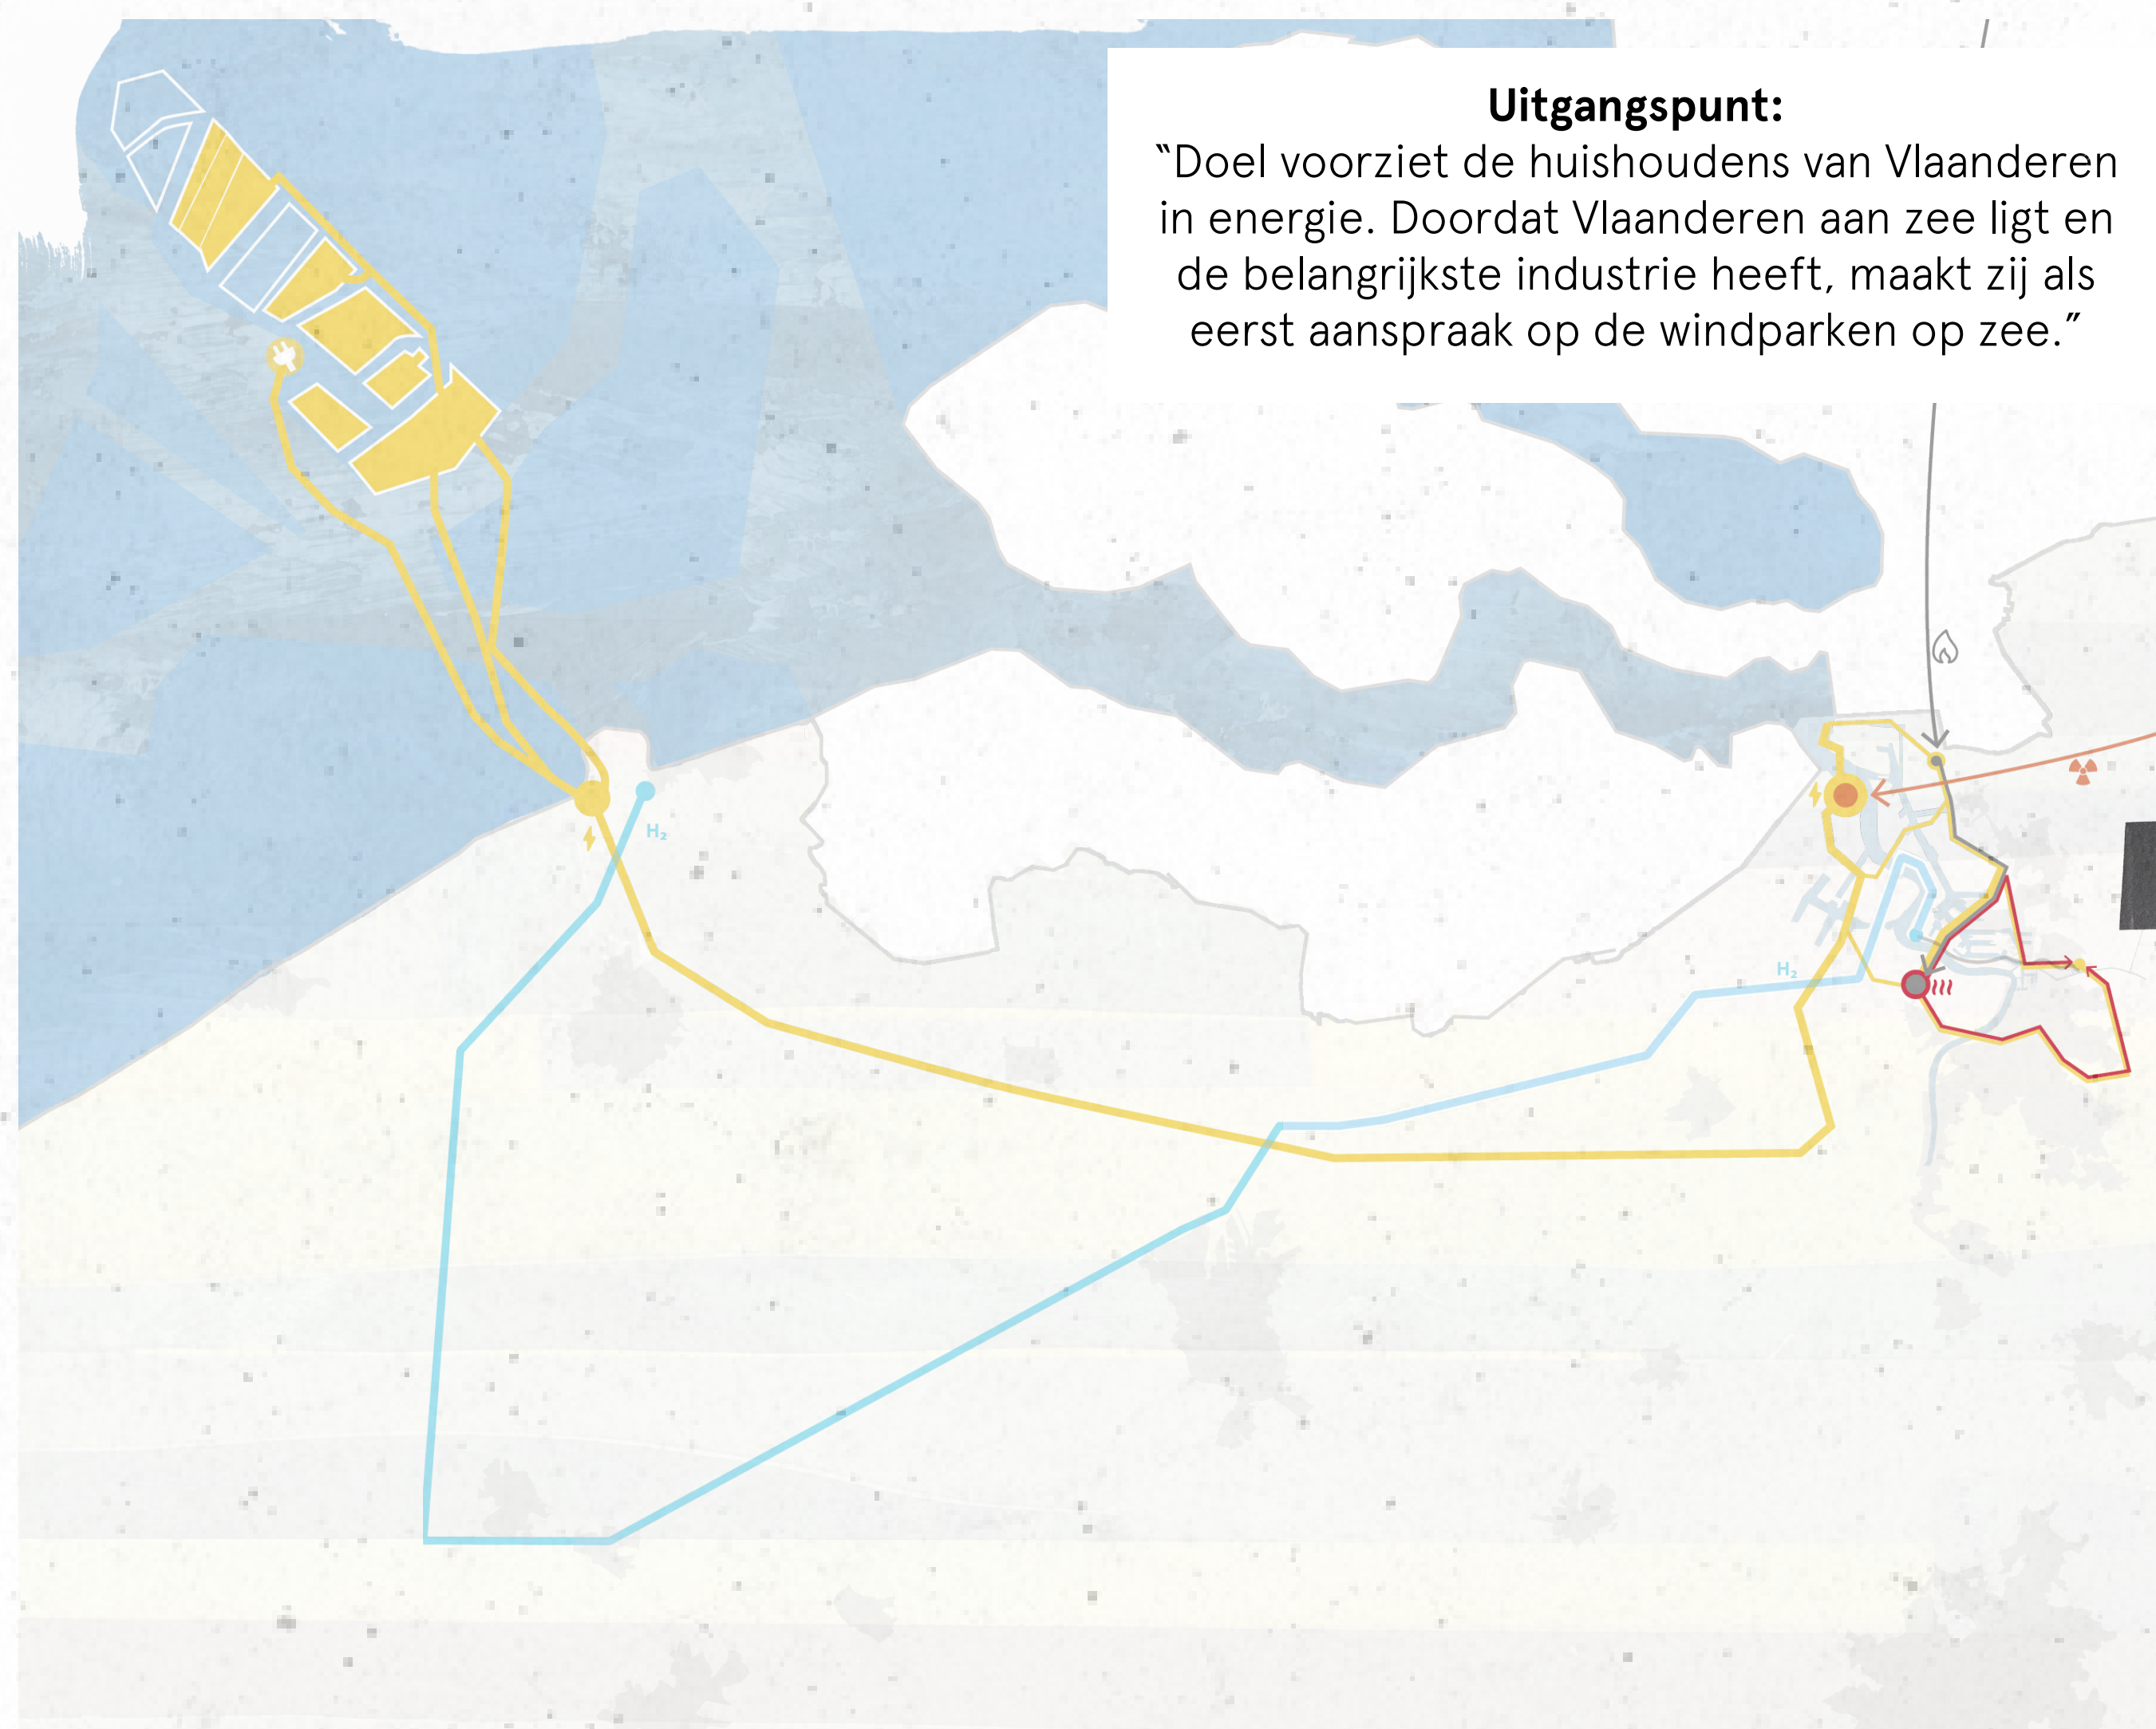 Uitgangspunt:
‟Doel voorziet de huishoudens van Vlaanderen
in energie. Doordat Vlaanderen aan zee ligt en
de belangrijkste industrie heeft, maakt zij als
eerst aanspraak op de windparken op zee.”
H₂
H₂